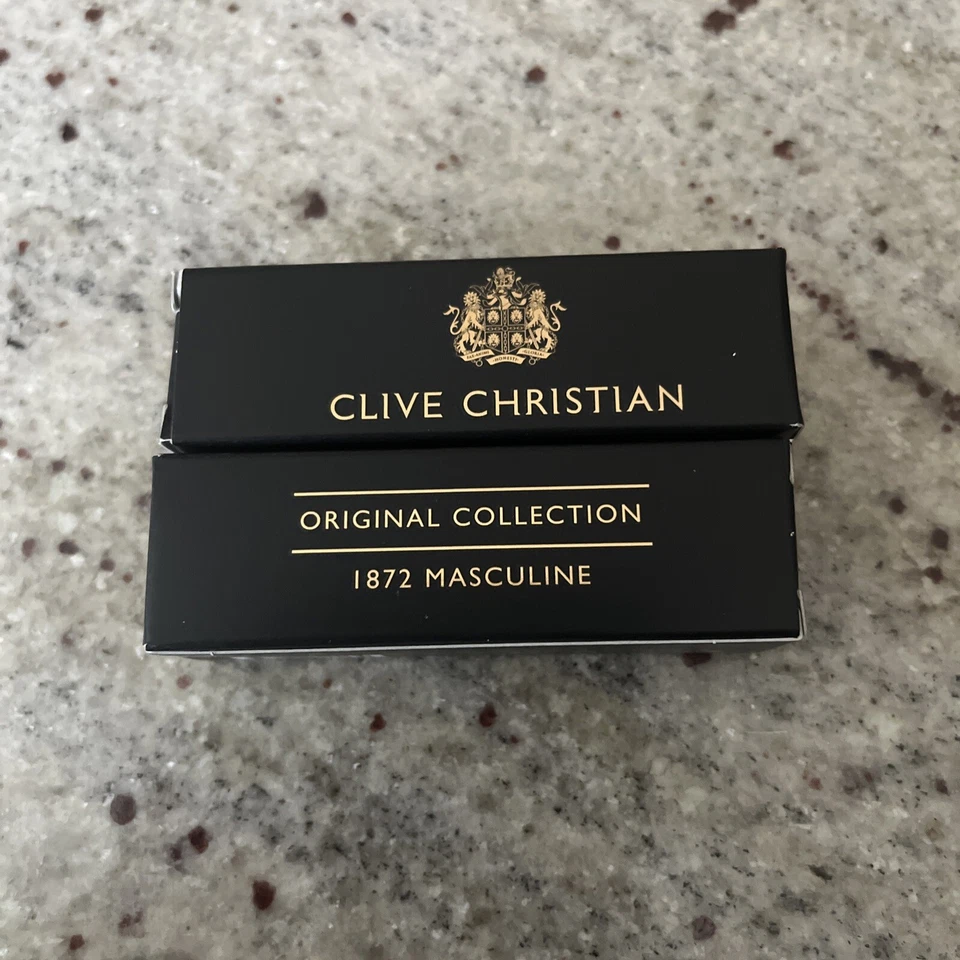 CLIVE CHRISTIAN
ORIGINAL COLLECTION
1872 MASCULINE